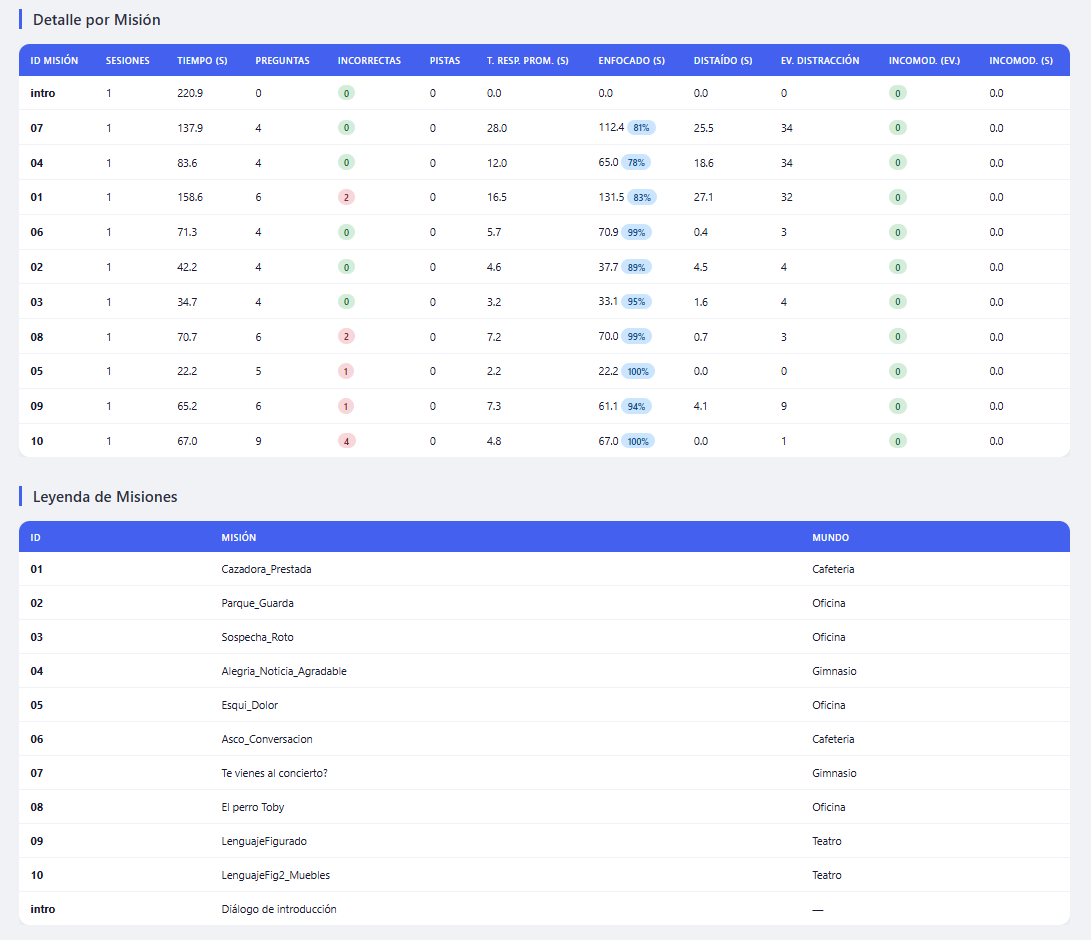 Detalle por Misión
ID MISIÓN SESIONES TIEMPO (S) PREGUNTAS INCORRECTAS PISTAS T. RESP. PROM. (S) ENFOCADO (S) DISTAÍDO (S) EV. DISTRACCIÓN INCOMOD. (EV.) INCOMOD. (S)
intro 1 220.9 0 0 0 0.0 0.0 0.0 0 0 0.0
07 1 137.9 4 0 0 28.0 112.4 81% 25.5 34 0 0.0
04 1 83.6 4 0 0 12.0 65.0 78% 18.6 34 0 0.0
01 1 158.6 6 2 0 16.5 131.5 83% 27.1 32 0 0.0
06 1 71.3 4 0 0 5.7 70.9 99% 0.4 3 0 0.0
02 1 42.2 4 0 0 4.6 37.7 89% 4.5 4 0 0.0
03 1 34.7 4 0 0 3.2 33.1 95% 1.6 4 0 0.0
08 1 70.7 6 2 0 7.2 70.0 99% 0.7 3 0 0.0
05 1 22.2 5 1 0 2.2 22.2 100% 0.0 0 0 0.0
09 1 65.2 6 1 0 7.3 61.1 94% 4.1 9 0 0.0
10 1 67.0 9 4 0 4.8 67.0 100% 0.0 1 0 0.0
Leyenda de Misiones
ID MISIÓN MUNDO
01 Cazadora_Prestada Cafeteria
02 Parque_Guarda Oficina
03 Sospecha_Roto Oficina
04 Alegria_Noticia_Agradable Gimnasio
05 Esqui_Dolor Oficina
06 Asco_Conversacion Cafeteria
07 Te vienes al concierto? Gimnasio
08 El perro Toby Oficina
09 LenguajeFigurado Teatro
10 LenguajeFig2_Muebles Teatro
intro Diálogo de introducción —